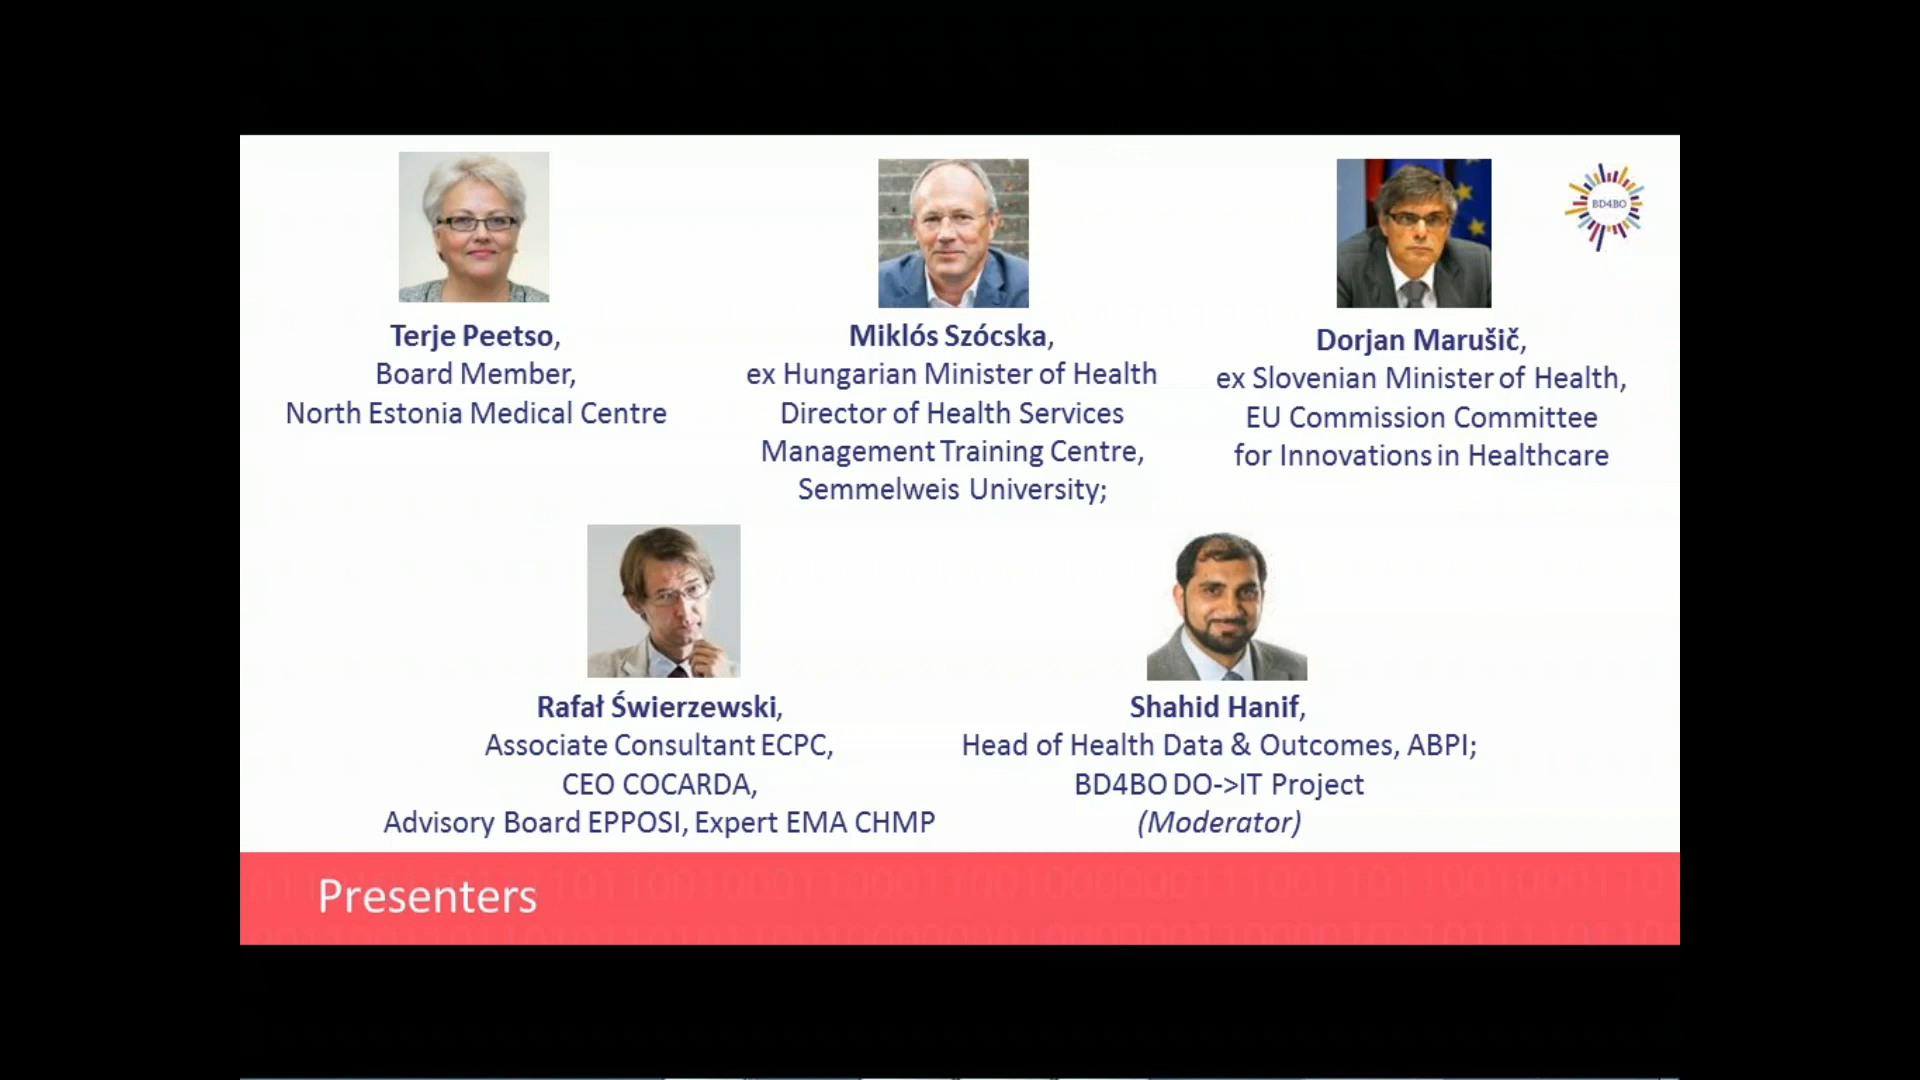 BD4BO
Terje Peetso,
Board Member,
North Estonia Medical Centre
Miklós Szócska,
ex Hungarian Minister of Health
Director of Health Services
Management Training Centre,
Semmelweis University;
Dorjan Marušič,
ex Slovenian Minister of Health,
EU Commission Committee
for Innovations in Healthcare
Rafał Świerzewski,
Associate Consultant ECPC,
CEO COCARDA,
Advisory Board EPPOSI, Expert EMA CHMP
Shahid Hanif,
Head of Health Data & Outcomes, ABPI;
BD4BO DO->IT Project
(Moderator)
Presenters